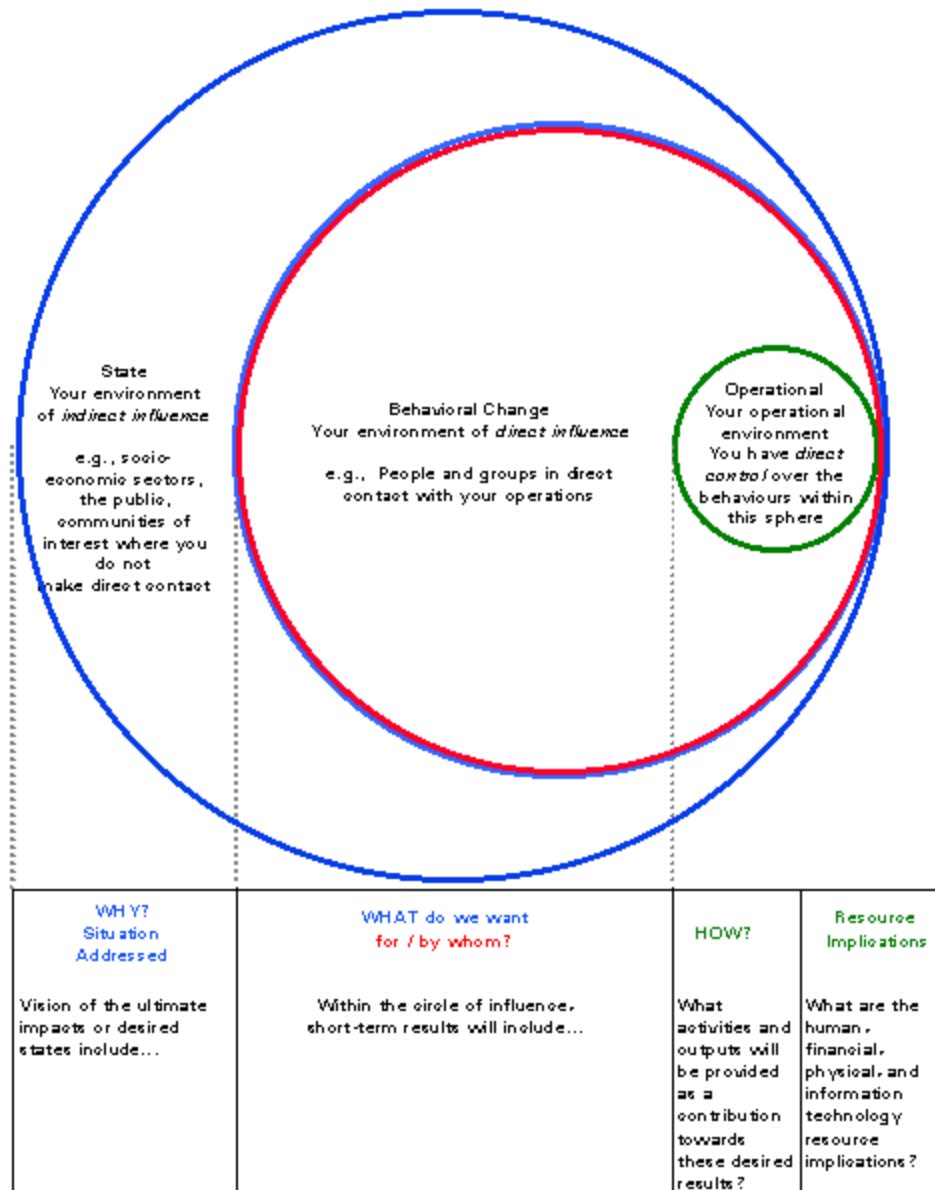 State
Your environment
of indirect influence
e.g., socio-
economic sectors,
the public,
communities of
interest where you
do not
make direct contact
Behavioral Change
Your environment of direct influence
e.g., People and groups in direct
contact with your operations
Operational
Your operational
environment
You have direct
control over the
behaviours within
this sphere
WHY?
Situation
Addressed
Vision of the ultimate
impacts or desired
states include...
WHAT do we want
for / by whom?
Within the circle of influence,
short-term results will include...
HOW?
What
activities and
outputs will
be provided
as a
contribution
towards
these desired
results?
Resource
Implications
What are the
human,
financial,
physical, and
information
technology
resource
implications?